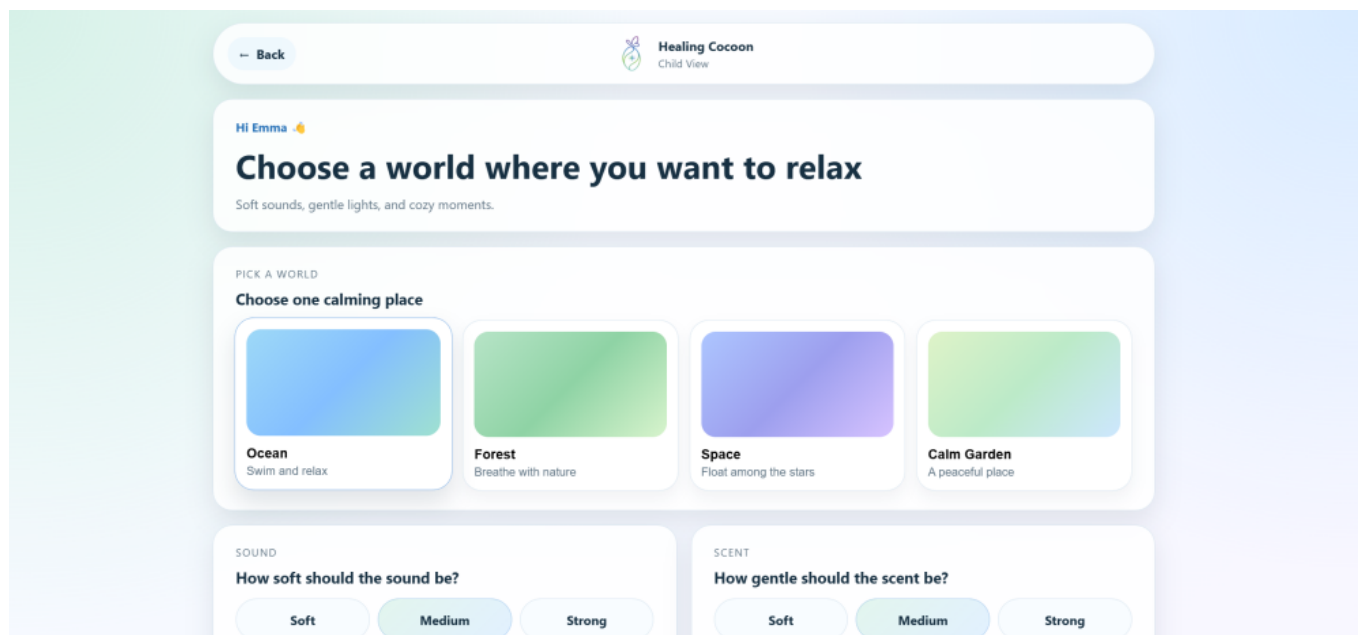 ← Back
Healing Cocoon
Child View
Hi Emma 👋
Choose a world where you want to relax
Soft sounds, gentle lights, and cozy moments.
PICK A WORLD
Choose one calming place
Ocean
Swim and relax
Forest
Breathe with nature
Space
Float among the stars
Calm Garden
A peaceful place
SOUND
How soft should the sound be?
Soft Medium Strong
SCENT
How gentle should the scent be?
Soft Medium Strong